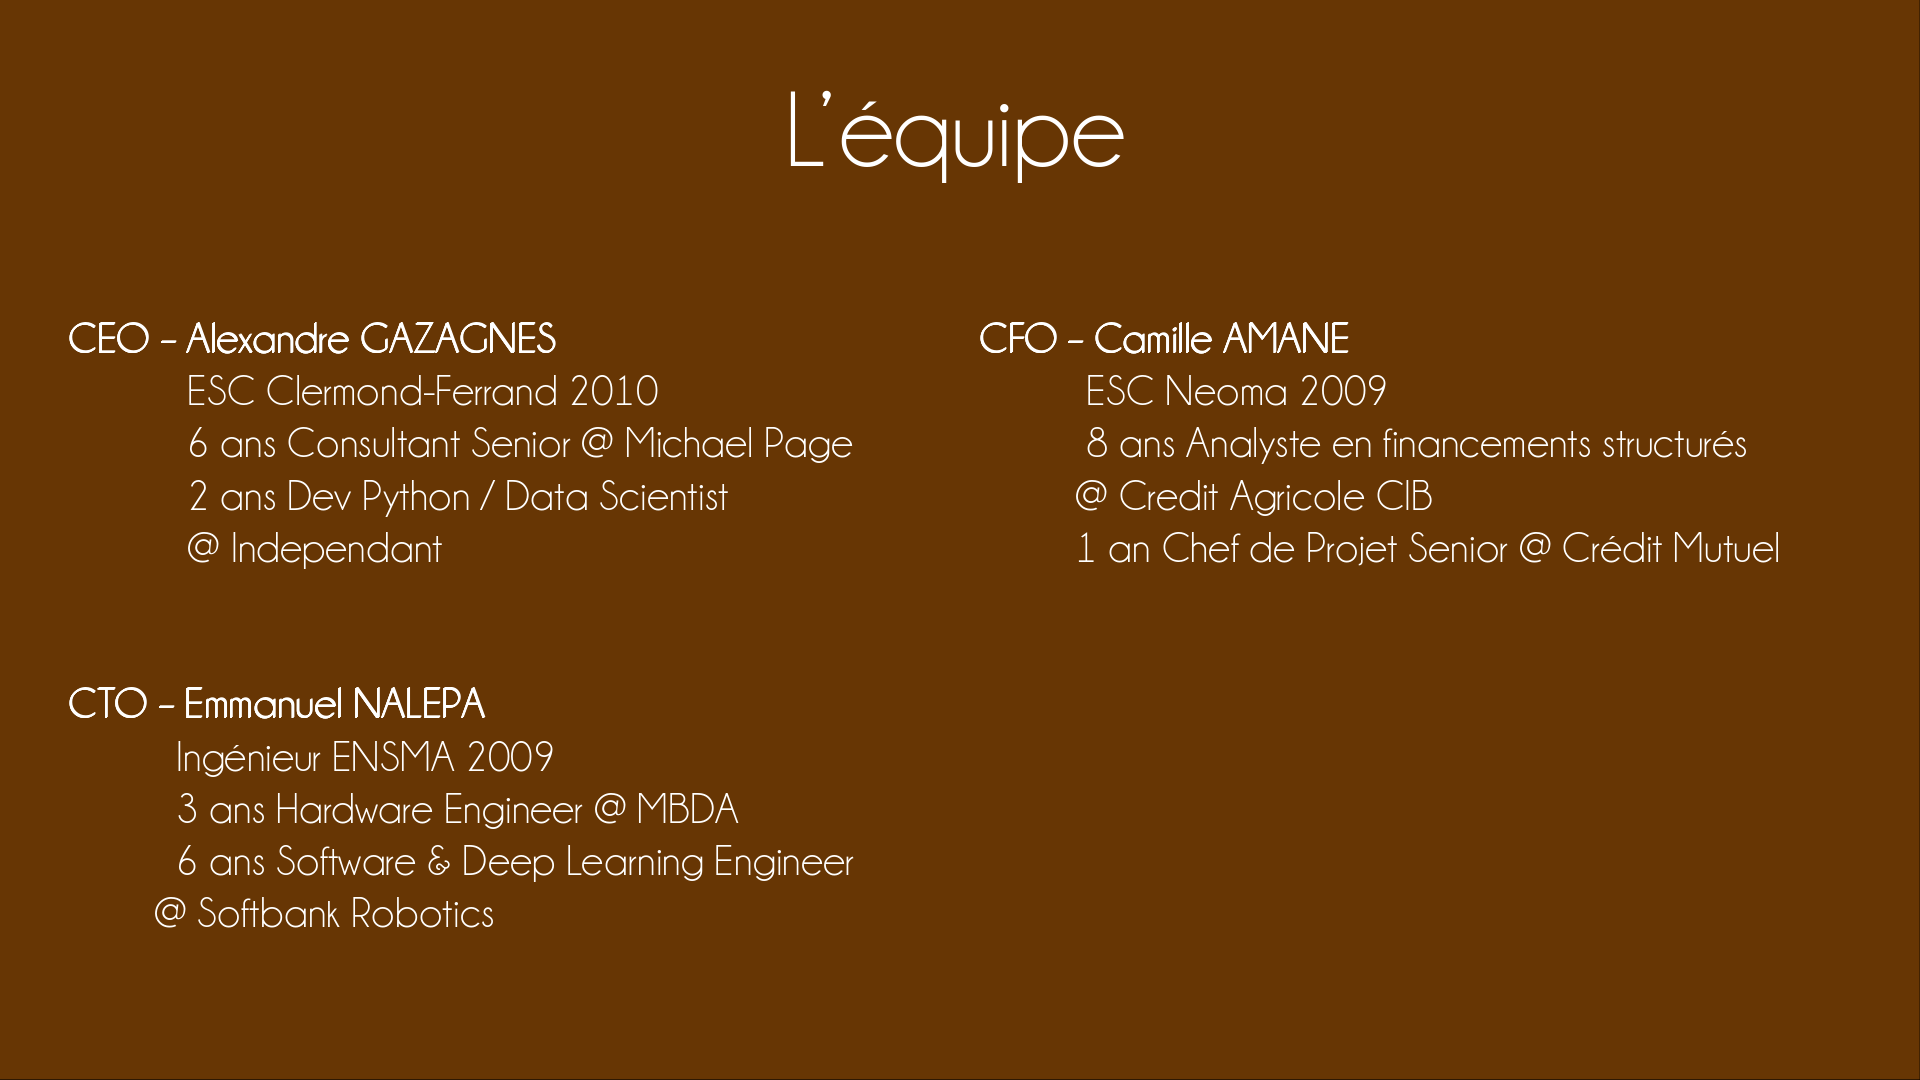 L'équipe
CEO – Alexandre GAZAGNES
ESC Clermond-Ferrand 2010
6 ans Consultant Senior @ Michael Page
2 ans Dev Python / Data Scientist
@ Independant
CFO – Camille AMANE
ESC Neoma 2009
8 ans Analyste en financements structurés
@ Credit Agricole CIB
1 an Chef de Projet Senior @ Crédit Mutuel
CTO – Emmanuel NALEPA
Ingénieur ENSMA 2009
3 ans Hardware Engineer @ MBDA
6 ans Software & Deep Learning Engineer
@ Softbank Robotics